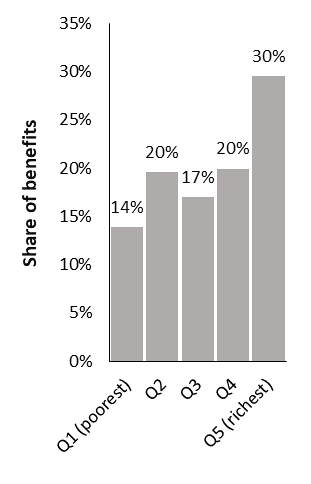 Share of benefits
35%
30%
25%
20%
15%
10%
5%
0%
14%
20%
17%
20%
30%
Q1 (poorest)
Q2
Q3
Q4
Q5 (richest)